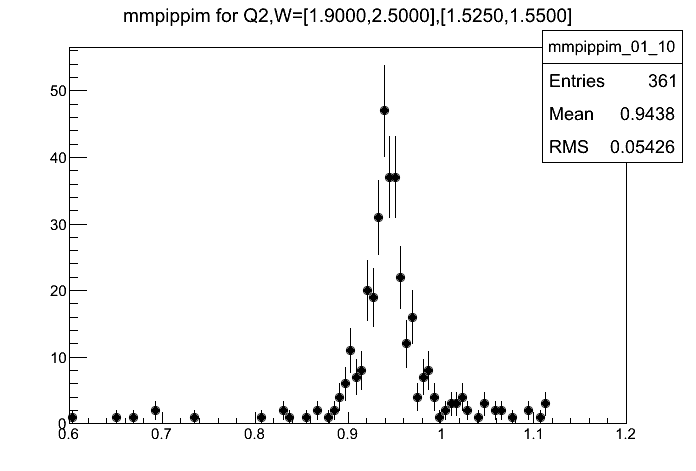 mmpippim for Q2,W=[1.9000,2.5000],[1.5250,1.5500]
mmpippim_01_10
Entries 361
Mean 0.9438
RMS 0.05426
50
40
30
20
10
0
0.6 0.7 0.8 0.9 1 1.1 1.2